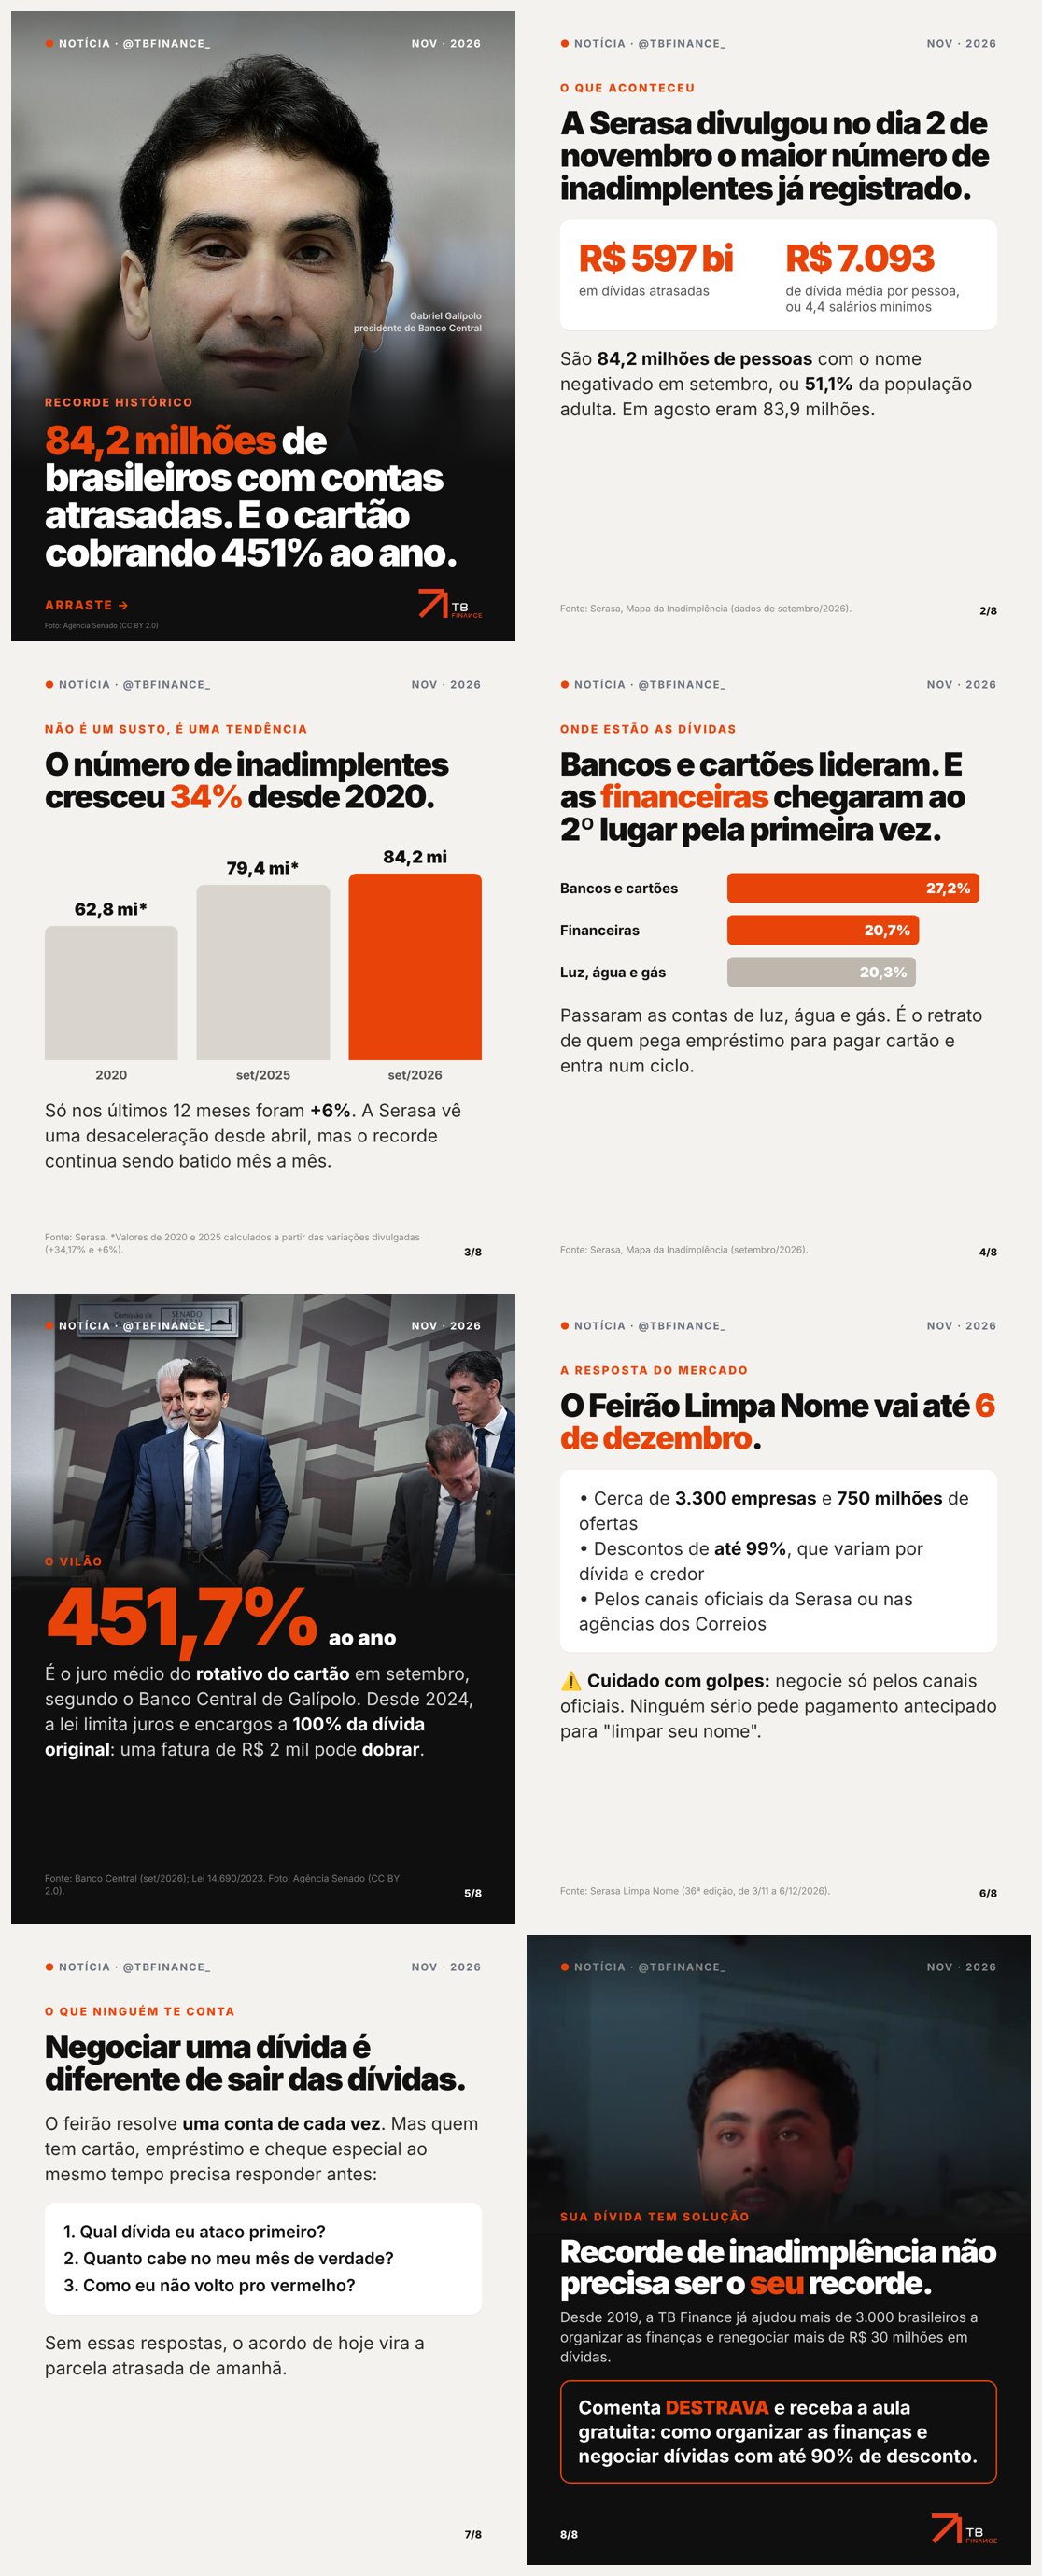 NOTÍCIA · @TBFINANCE_
NOV · 2026
Gabriel Galípolo
presidente do Banco Central
RECORDE HISTÓRICO
84,2 milhões de
brasileiros com contas
atrasadas. E o cartão
cobrando 451% ao ano.
ARRASTE →
TB
FINANCE
Foto: Agência Senado (CC BY 2.0)
NOTÍCIA · @TBFINANCE_
NOV · 2026
O QUE ACONTECEU
A Serasa divulgou no dia 2 de
novembro o maior número de
inadimplentes já registrado.
R$ 597 bi
em dívidas atrasadas
R$ 7.093
de dívida média por pessoa,
ou 4,4 salários mínimos
São 84,2 milhões de pessoas com o nome
negativado em setembro, ou 51,1% da população
adulta. Em agosto eram 83,9 milhões.
Fonte: Serasa, Mapa da Inadimplência (dados de setembro/2026).
2/8
NOTÍCIA · @TBFINANCE_
NOV · 2026
NÃO É UM SUSTO, É UMA TENDÊNCIA
O número de inadimplentes
cresceu 34% desde 2020.
62,8 mi*
79,4 mi*
84,2 mi
2020
set/2025
set/2026
Só nos últimos 12 meses foram +6%. A Serasa vê
uma desaceleração desde abril, mas o recorde
continua sendo batido mês a mês.
Fonte: Serasa. *Valores de 2020 e 2025 calculados a partir das variações divulgadas
(+34,17% e +6%).
3/8
NOTÍCIA · @TBFINANCE_
NOV · 2026
ONDE ESTÃO AS DÍVIDAS
Bancos e cartões lideram. E
as financeiras chegaram ao
2º lugar pela primeira vez.
Bancos e cartões
27,2%
Financeiras
20,7%
Luz, água e gás
20,3%
Passaram as contas de luz, água e gás. É o retrato
de quem pega empréstimo para pagar cartão e
entra num ciclo.
Fonte: Serasa, Mapa da Inadimplência (setembro/2026).
4/8
Comissão de
SENADO
NOTÍCIA · @TBFINANCE_
NOV · 2026
O VILÃO
451,7% ao ano
É o juro médio do rotativo do cartão em setembro,
segundo o Banco Central de Galípolo. Desde 2024,
a lei limita juros e encargos a 100% da dívida
original: uma fatura de R$ 2 mil pode dobrar.
Fonte: Banco Central (set/2026); Lei 14.690/2023. Foto: Agência Senado (CC BY
2.0).
5/8
NOTÍCIA · @TBFINANCE_
NOV · 2026
A RESPOSTA DO MERCADO
O Feirão Limpa Nome vai até 6
de dezembro.
• Cerca de 3.300 empresas e 750 milhões de
ofertas
• Descontos de até 99%, que variam por
dívida e credor
• Pelos canais oficiais da Serasa ou nas
agências dos Correios
⚠️ Cuidado com golpes: negocie só pelos canais
oficiais. Ninguém sério pede pagamento antecipado
para "limpar seu nome".
Fonte: Serasa Limpa Nome (36ª edição, de 3/11 a 6/12/2026).
6/8
NOTÍCIA · @TBFINANCE_
NOV · 2026
O QUE NINGUÉM TE CONTA
Negociar uma dívida é
diferente de sair das dívidas.
O feirão resolve uma conta de cada vez. Mas quem
tem cartão, empréstimo e cheque especial ao
mesmo tempo precisa responder antes:
1. Qual dívida eu ataco primeiro?
2. Quanto cabe no meu mês de verdade?
3. Como eu não volto pro vermelho?
Sem essas respostas, o acordo de hoje vira a
parcela atrasada de amanhã.
7/8
NOTÍCIA · @TBFINANCE_
NOV · 2026
SUA DÍVIDA TEM SOLUÇÃO
Recorde de inadimplência não
precisa ser o seu recorde.
Desde 2019, a TB Finance já ajudou mais de 3.000 brasileiros a
organizar as finanças e renegociar mais de R$ 30 milhões em
dívidas.
Comenta DESTRAVA e receba a aula
gratuita: como organizar as finanças e
negociar dívidas com até 90% de desconto.
8/8
TB
FINANCE